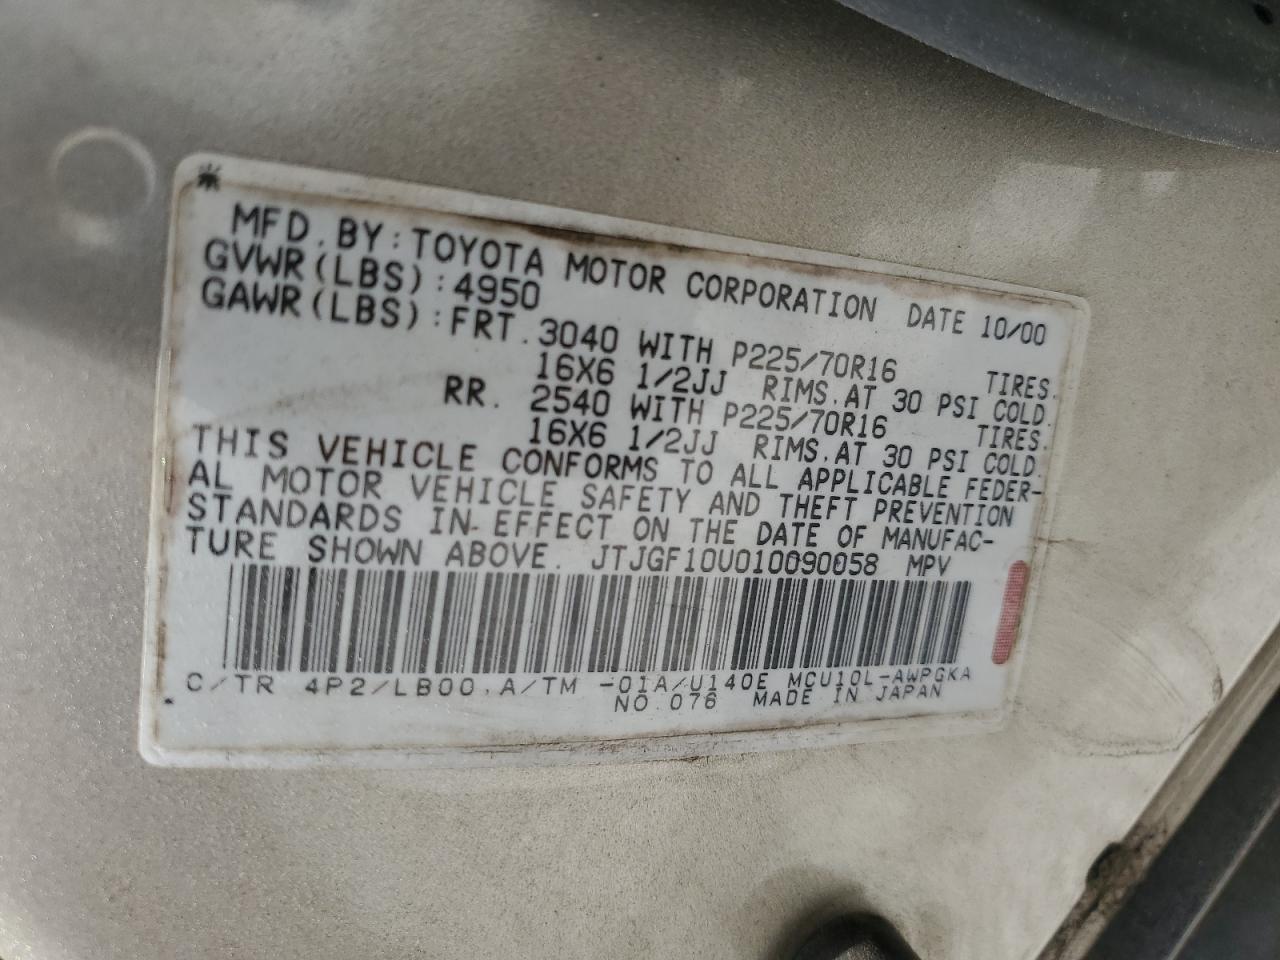 MFD. BY: TOYOTA MOTOR CORPORATION DATE 10/00
GVWR(LBS):4950
GAWR(LBS):FRT. 3040 WITH P225/70R16 TIRES.
16X6 1/2JJ RIMS.AT 30 PSI COLD.
RR. 2540 WITH P225/70R16 TIRES.
16X6 1/2JJ RIMS.AT 30 PSI COLD.
THIS VEHICLE CONFORMS TO ALL APPLICABLE FEDER-
AL MOTOR VEHICLE SAFETY AND THEFT PREVENTION
STANDARDS IN EFFECT ON THE DATE OF MANUFAC-
TURE SHOWN ABOVE. JTJGF10U010090058 MPV
C/TR 4P2/LB00,A/TM -01A/U140E MCU10L-AWPGKA
NO.076 MADE IN JAPAN